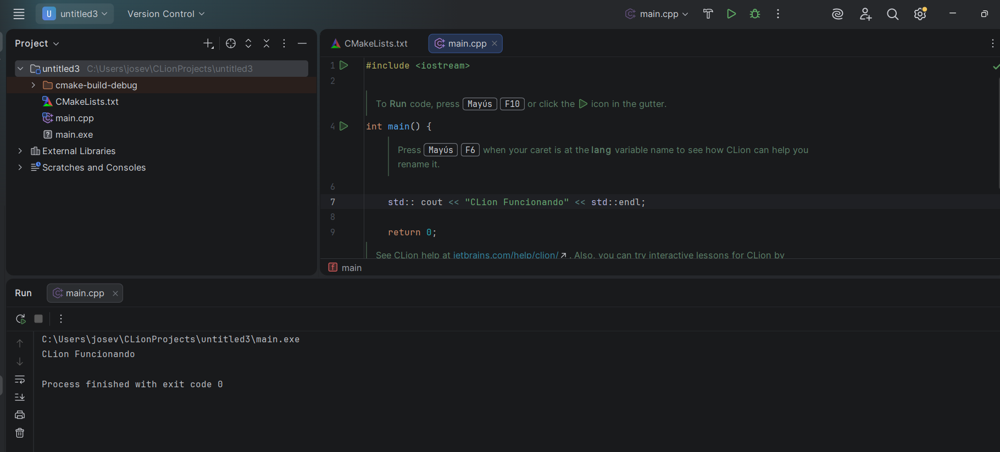 U untitled3 Version Control main.cpp
Project
CMakeLists.txt main.cpp
untitled3 C:\Users\josev\CLionProjects\untitled3
cmake-build-debug
CMakeLists.txt
main.cpp
? main.exe
External Libraries
Scratches and Consoles
1 #include <iostream>
2
To Run code, press Mayús F10 or click the icon in the gutter.
4 int main() {
Press Mayús F6 when your caret is at the lang variable name to see how CLion can help you
rename it.
6
7 std:: cout << "CLion Funcionando" << std::endl;
8
9 return 0;
See CLion help at jetbrains.com/help/clion/ . Also, you can try interactive lessons for CLion by
f main
Run main.cpp
C:\Users\josev\CLionProjects\untitled3\main.exe
CLion Funcionando
Process finished with exit code 0